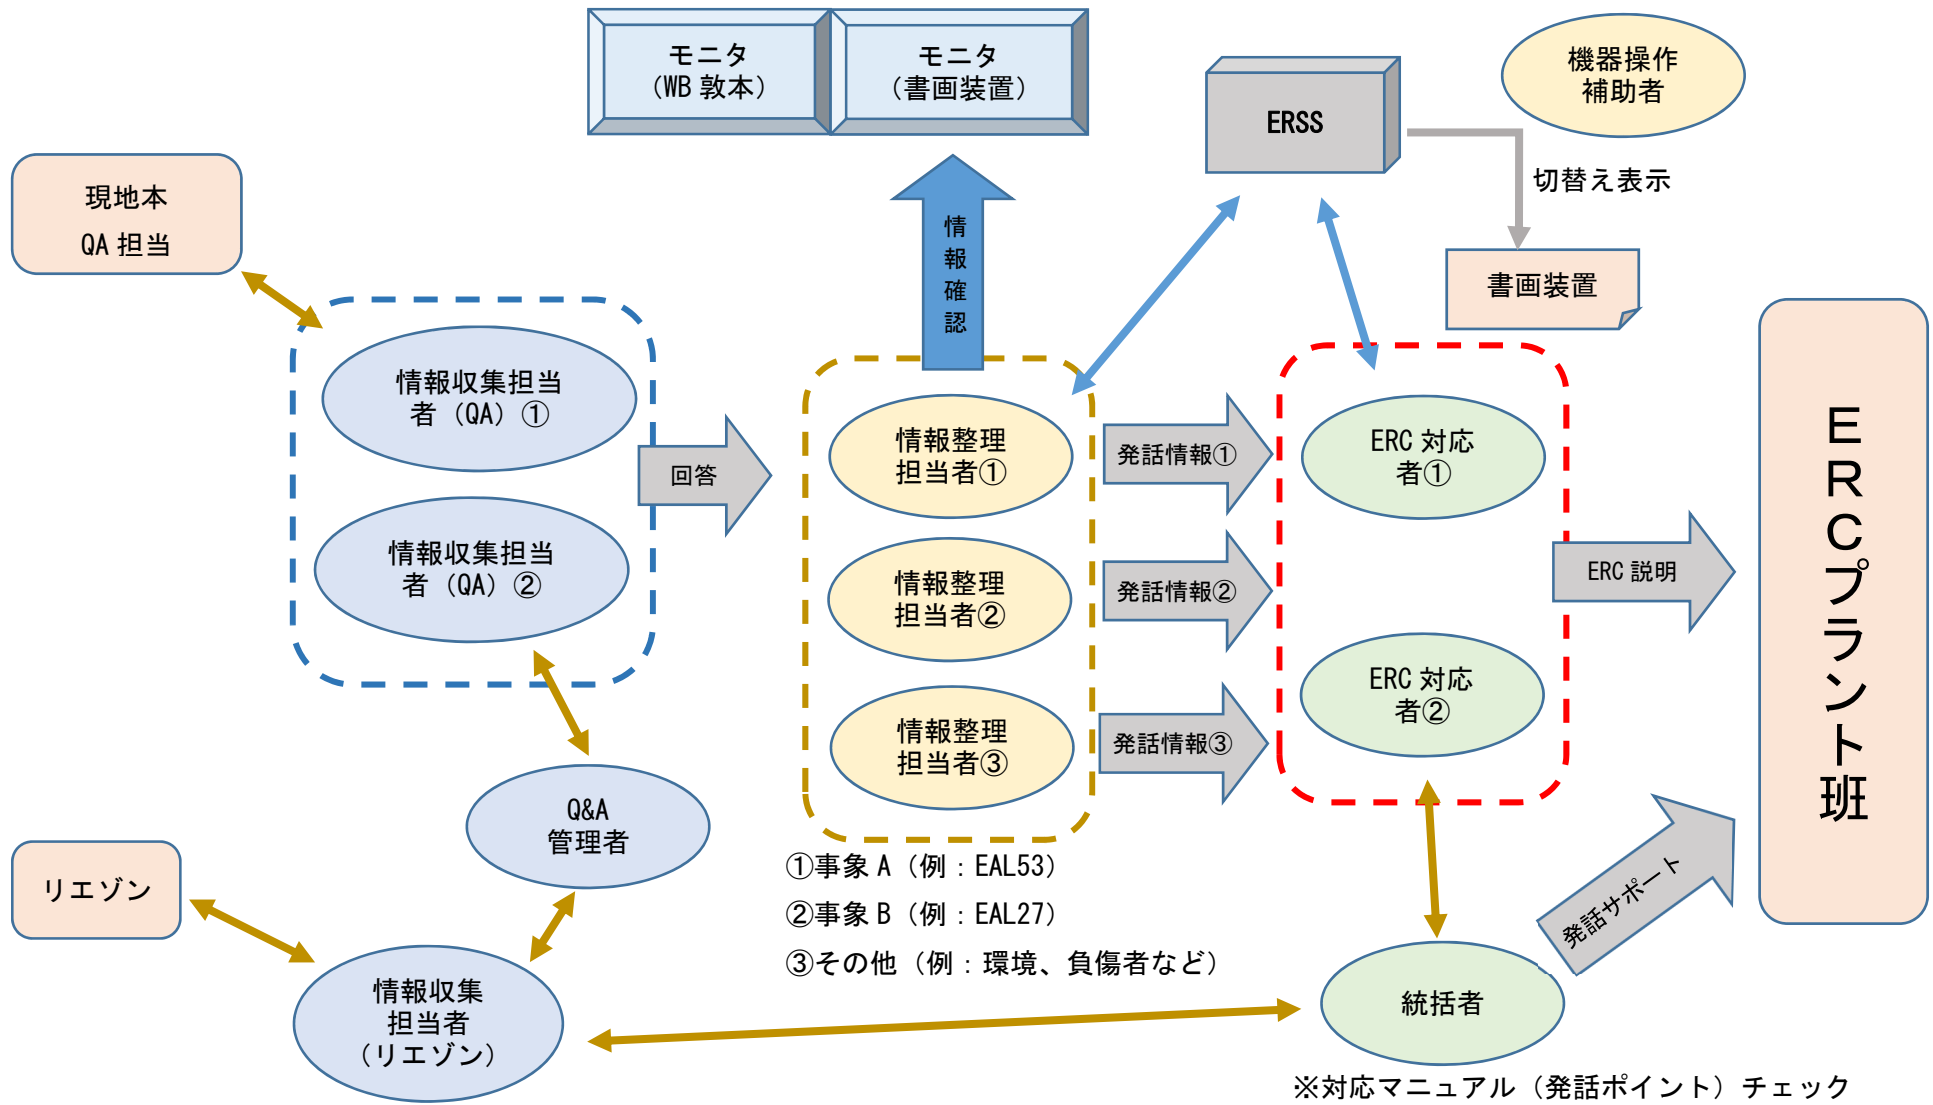 モニタ
（WB 敦本）
モニタ
（書画装置）
ERSS
機器操作
補助者
切替え表示
書画装置
現地本
QA 担当
情報確認
情報収集担当
者（QA）①
情報収集担当
者（QA）②
回答
情報整理
担当者①
情報整理
担当者②
情報整理
担当者③
発話情報①
発話情報②
発話情報③
ERC 対応
者①
ERC 対応
者②
ERC 説明
ERCプラント班
Q&A
管理者
リエゾン
情報収集
担当者
（リエゾン）
①事象 A（例：EAL53）
②事象 B（例：EAL27）
③その他（例：環境、負傷者など）
統括者
発話サポート
※対応マニュアル（発話ポイント）チェック